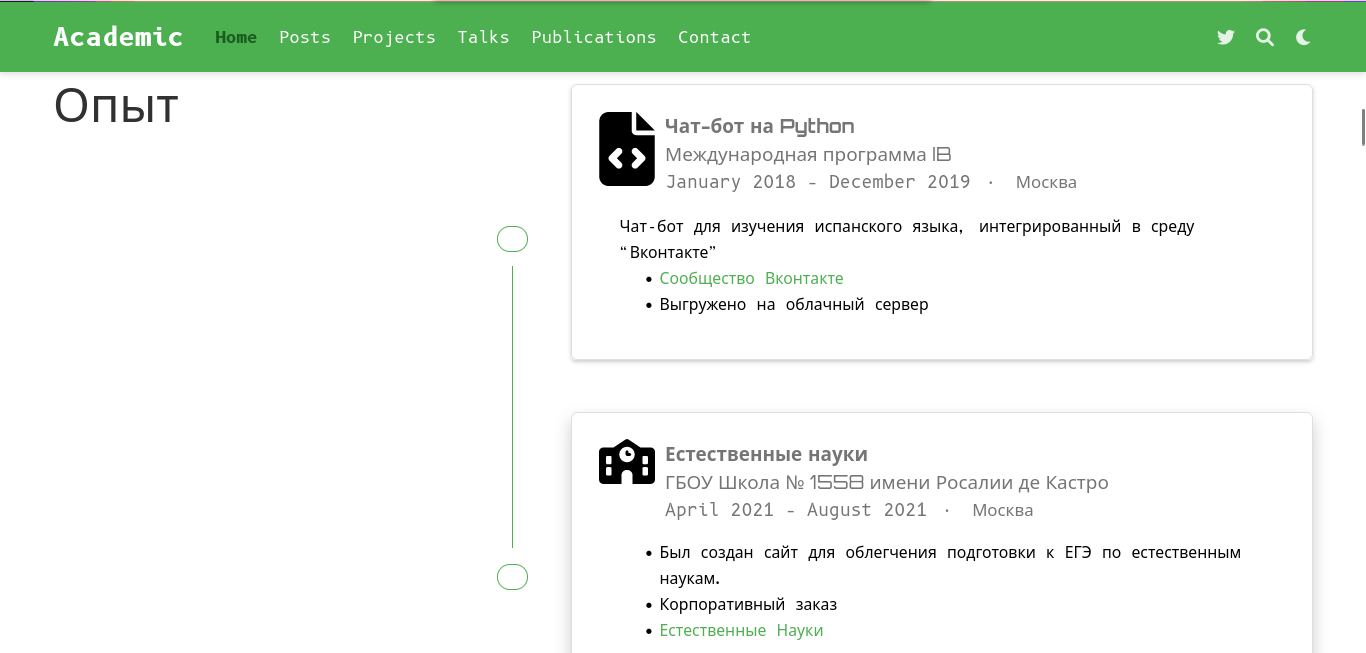 Academic Home Posts Projects Talks Publications Contact
Опыт
Чат-бот на Python
Международная программа IB
January 2018 – December 2019 · Москва
Чат-бот для изучения испанского языка, интегрированный в среду
“Вконтакте”
• Сообщество Вконтакте
• Выгружено на облачный сервер
Естественные науки
ГБОУ Школа № 1558 имени Росалии де Кастро
April 2021 – August 2021 · Москва
• Был создан сайт для облегчения подготовки к ЕГЭ по естественным
наукам.
• Корпоративный заказ
• Естественные Науки